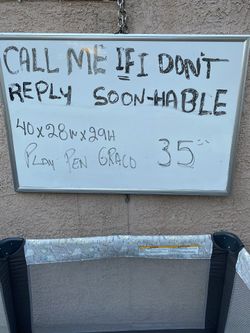 CALL ME IF I DON'T
REPLY SOON-HABLE
40x28Wx29H
PLAY PEN GRACO 35